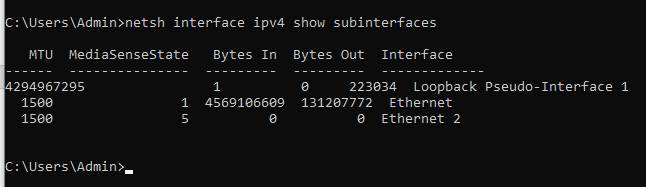 C:\Users\Admin>netsh interface ipv4 show subinterfaces
MTU  MediaSenseState   Bytes In  Bytes Out  Interface
------  ---------------  ---------  ---------  -------------
4294967295                1          0     223034  Loopback Pseudo-Interface 1
1500                1  4569106609  131207772  Ethernet
1500                5          0          0  Ethernet 2
C:\Users\Admin>